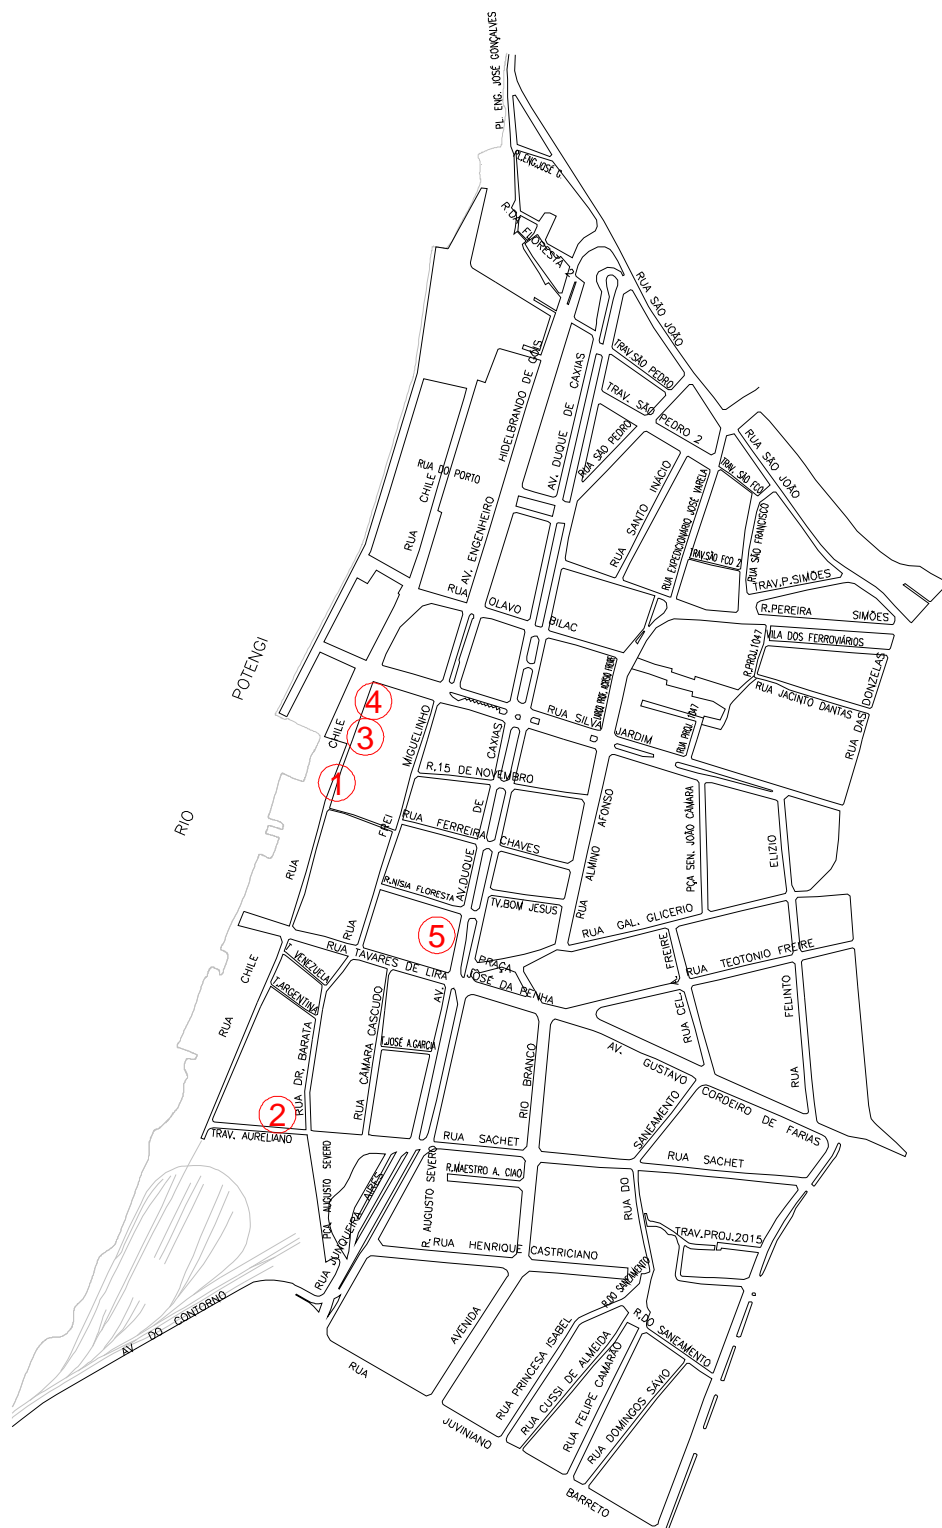 PL. ENG. JOSÉ GONÇALVES
PL.ENG.JOSÉ G
R.DA FLORESTA 2
RUA SÃO JOÃO
TRAV.SÃO PEDRO
TRAV. SÃO PEDRO 2
RUA SÃO PEDRO
HIDELBRANDO DE GÓIS
AV. DUQUE DE CAXIAS
RUA SÃO JOÃO
TRAV. SÃO FCO
RUA DO PORTO
RUA CHILE
AV. ENGENHEIRO
RUA SANTO INÁCIO
RUA EXPEDICIONÁRIO JOSÉ VARELA
RUA SÃO FRANCISCO
TRAV.SÃO FCO 2
TRAV.P.SIMÕES
RUA OLAVO BILAC
R.PEREIRA SIMÕES
VILA DOS FERROVIÁRIOS
R.PROJ.1047
RUA JACINTO DANTAS
RUA DAS DONZELAS
POTENGI
RIO
4
3
1
CHILE
MIGUELINHO
CAXIAS
RUA SILVA JARDIM
RUA PROJ. 1047
R.15 DE NOVEMBRO
RUA FERREIRA CHAVES
FREI
DE
AFONSO
ALMINO
RUA
PÇA SEN. JOÃO CÂMARA
ELIZIO
RUA
R.NISIA FLORESTA
AV.DUQUE
TV.BOM JESUS
RUA GAL. GLICERIO
5
RUA
RUA TAVARES DE LIRA
PRAÇA
JOSÉ DA PENHA
A. FREIRE
RUA CEL.
RUA TEOTONIO FREIRE
FELINTO
RUA
T. VENEZUELA
T.ARGENTINA
CHILE
RUA
RUA DR. BARATA
RUA CÂMARA CASCUDO
T.JOSÉ A.GARCIA
AV.
RIO BRANCO
AV. GUSTAVO
CORDEIRO DE FARIAS
2
TRAV. AURELIANO
SANEAMENTO
RUA DO
RUA SACHET
RUA SACHET
R.MAESTRO A. CIAO
PCA. AUGUSTO SEVERO
RUA JUNQUEIRA AIRES
R. AUGUSTO SEVERO
RUA HENRIQUE CASTRICIANO
TRAV.PROJ.2015
R.DO SANEAMENTO
R.DO SANEAMENTO
AV DO CONTORNO
AVENIDA
RUA PRINCESA ISABEL
RUA CUSSI DE ALMEIDA
RUA FELIPE CAMARÃO
RUA DOMINGOS SÁVIO
RUA
JUVINIANO
BARRETO